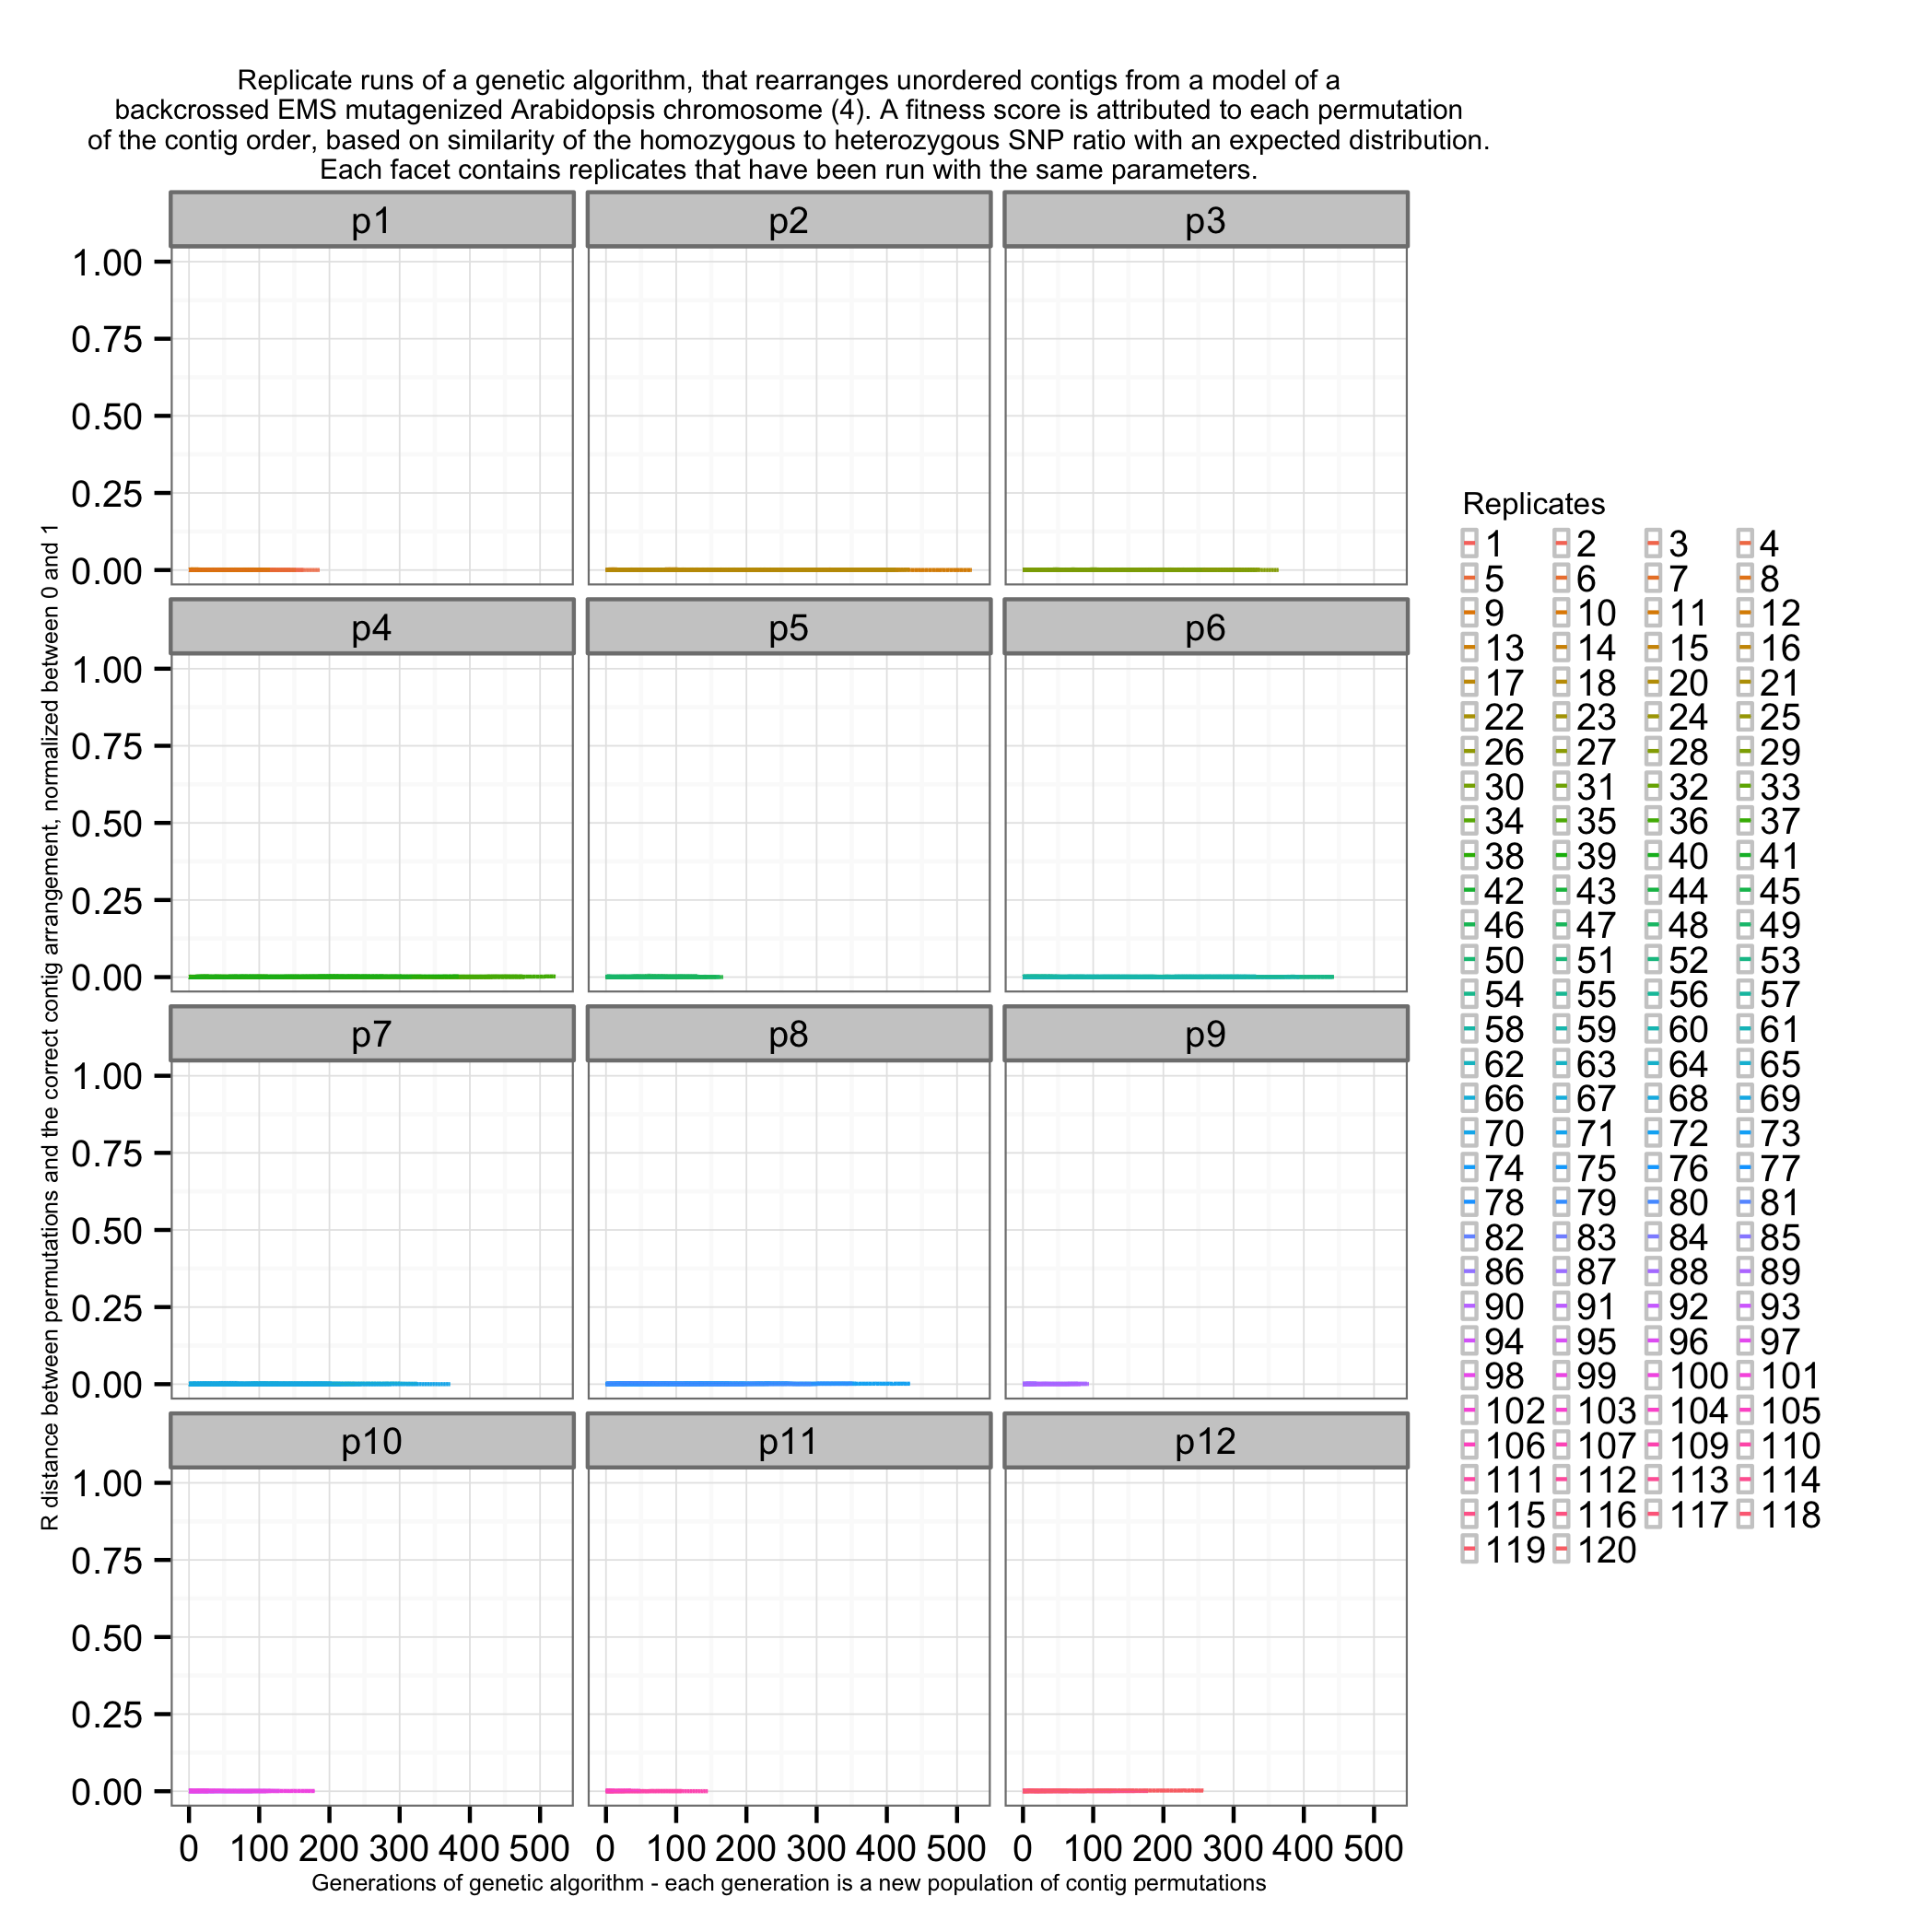 Replicate runs of a genetic algorithm, that rearranges unordered contigs from a model of a
backcrossed EMS mutagenized Arabidopsis chromosome (4). A fitness score is attributed to each permutation
of the contig order, based on similarity of the homozygous to heterozygous SNP ratio with an expected distribution.
Each facet contains replicates that have been run with the same parameters.
p1 p2 p3
1.00
0.75
0.50
0.25
0.00
p4 p5 p6
1.00
0.75
0.50
0.25
0.00
p7 p8 p9
1.00
0.75
0.50
0.25
0.00
p10 p11 p12
1.00
0.75
0.50
0.25
0.00
0 100 200 300 400 500 0 100 200 300 400 500 0 100 200 300 400 500
Generations of genetic algorithm - each generation is a new population of contig permutations
R distance between permutations and the correct contig arrangement, normalized between 0 and 1
Replicates
1 2 3 4
5 6 7 8
9 10 11 12
13 14 15 16
17 18 20 21
22 23 24 25
26 27 28 29
30 31 32 33
34 35 36 37
38 39 40 41
42 43 44 45
46 47 48 49
50 51 52 53
54 55 56 57
58 59 60 61
62 63 64 65
66 67 68 69
70 71 72 73
74 75 76 77
78 79 80 81
82 83 84 85
86 87 88 89
90 91 92 93
94 95 96 97
98 99 100 101
102 103 104 105
106 107 109 110
111 112 113 114
115 116 117 118
119 120